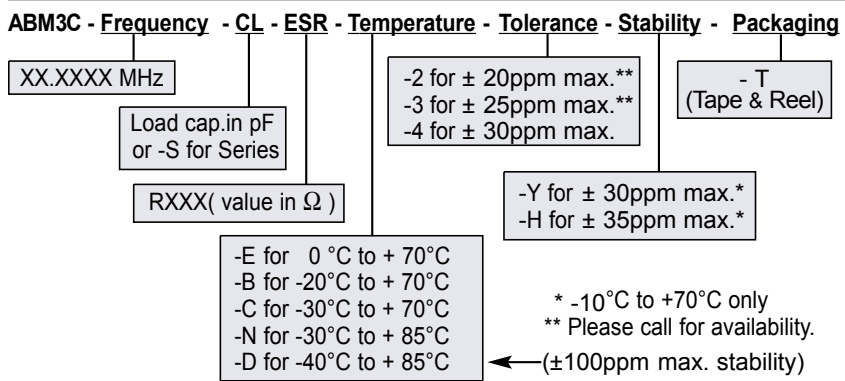 ABM3C - Frequency - CL - ESR - Temperature - Tolerance - Stability - Packaging
XX.XXXX MHz
Load cap.in pF
or -S for Series
RXXX( value in Ω )
-E for 0 °C to + 70°C
-B for -20°C to + 70°C
-C for -30°C to + 70°C
-N for -30°C to + 85°C
-D for -40°C to + 85°C
(±100ppm max. stability)
-2 for ± 20ppm max.**
-3 for ± 25ppm max.**
-4 for ± 30ppm max.
-Y for ± 30ppm max.*
-H for ± 35ppm max.*
- T
(Tape & Reel)
* -10°C to +70°C only
** Please call for availability.